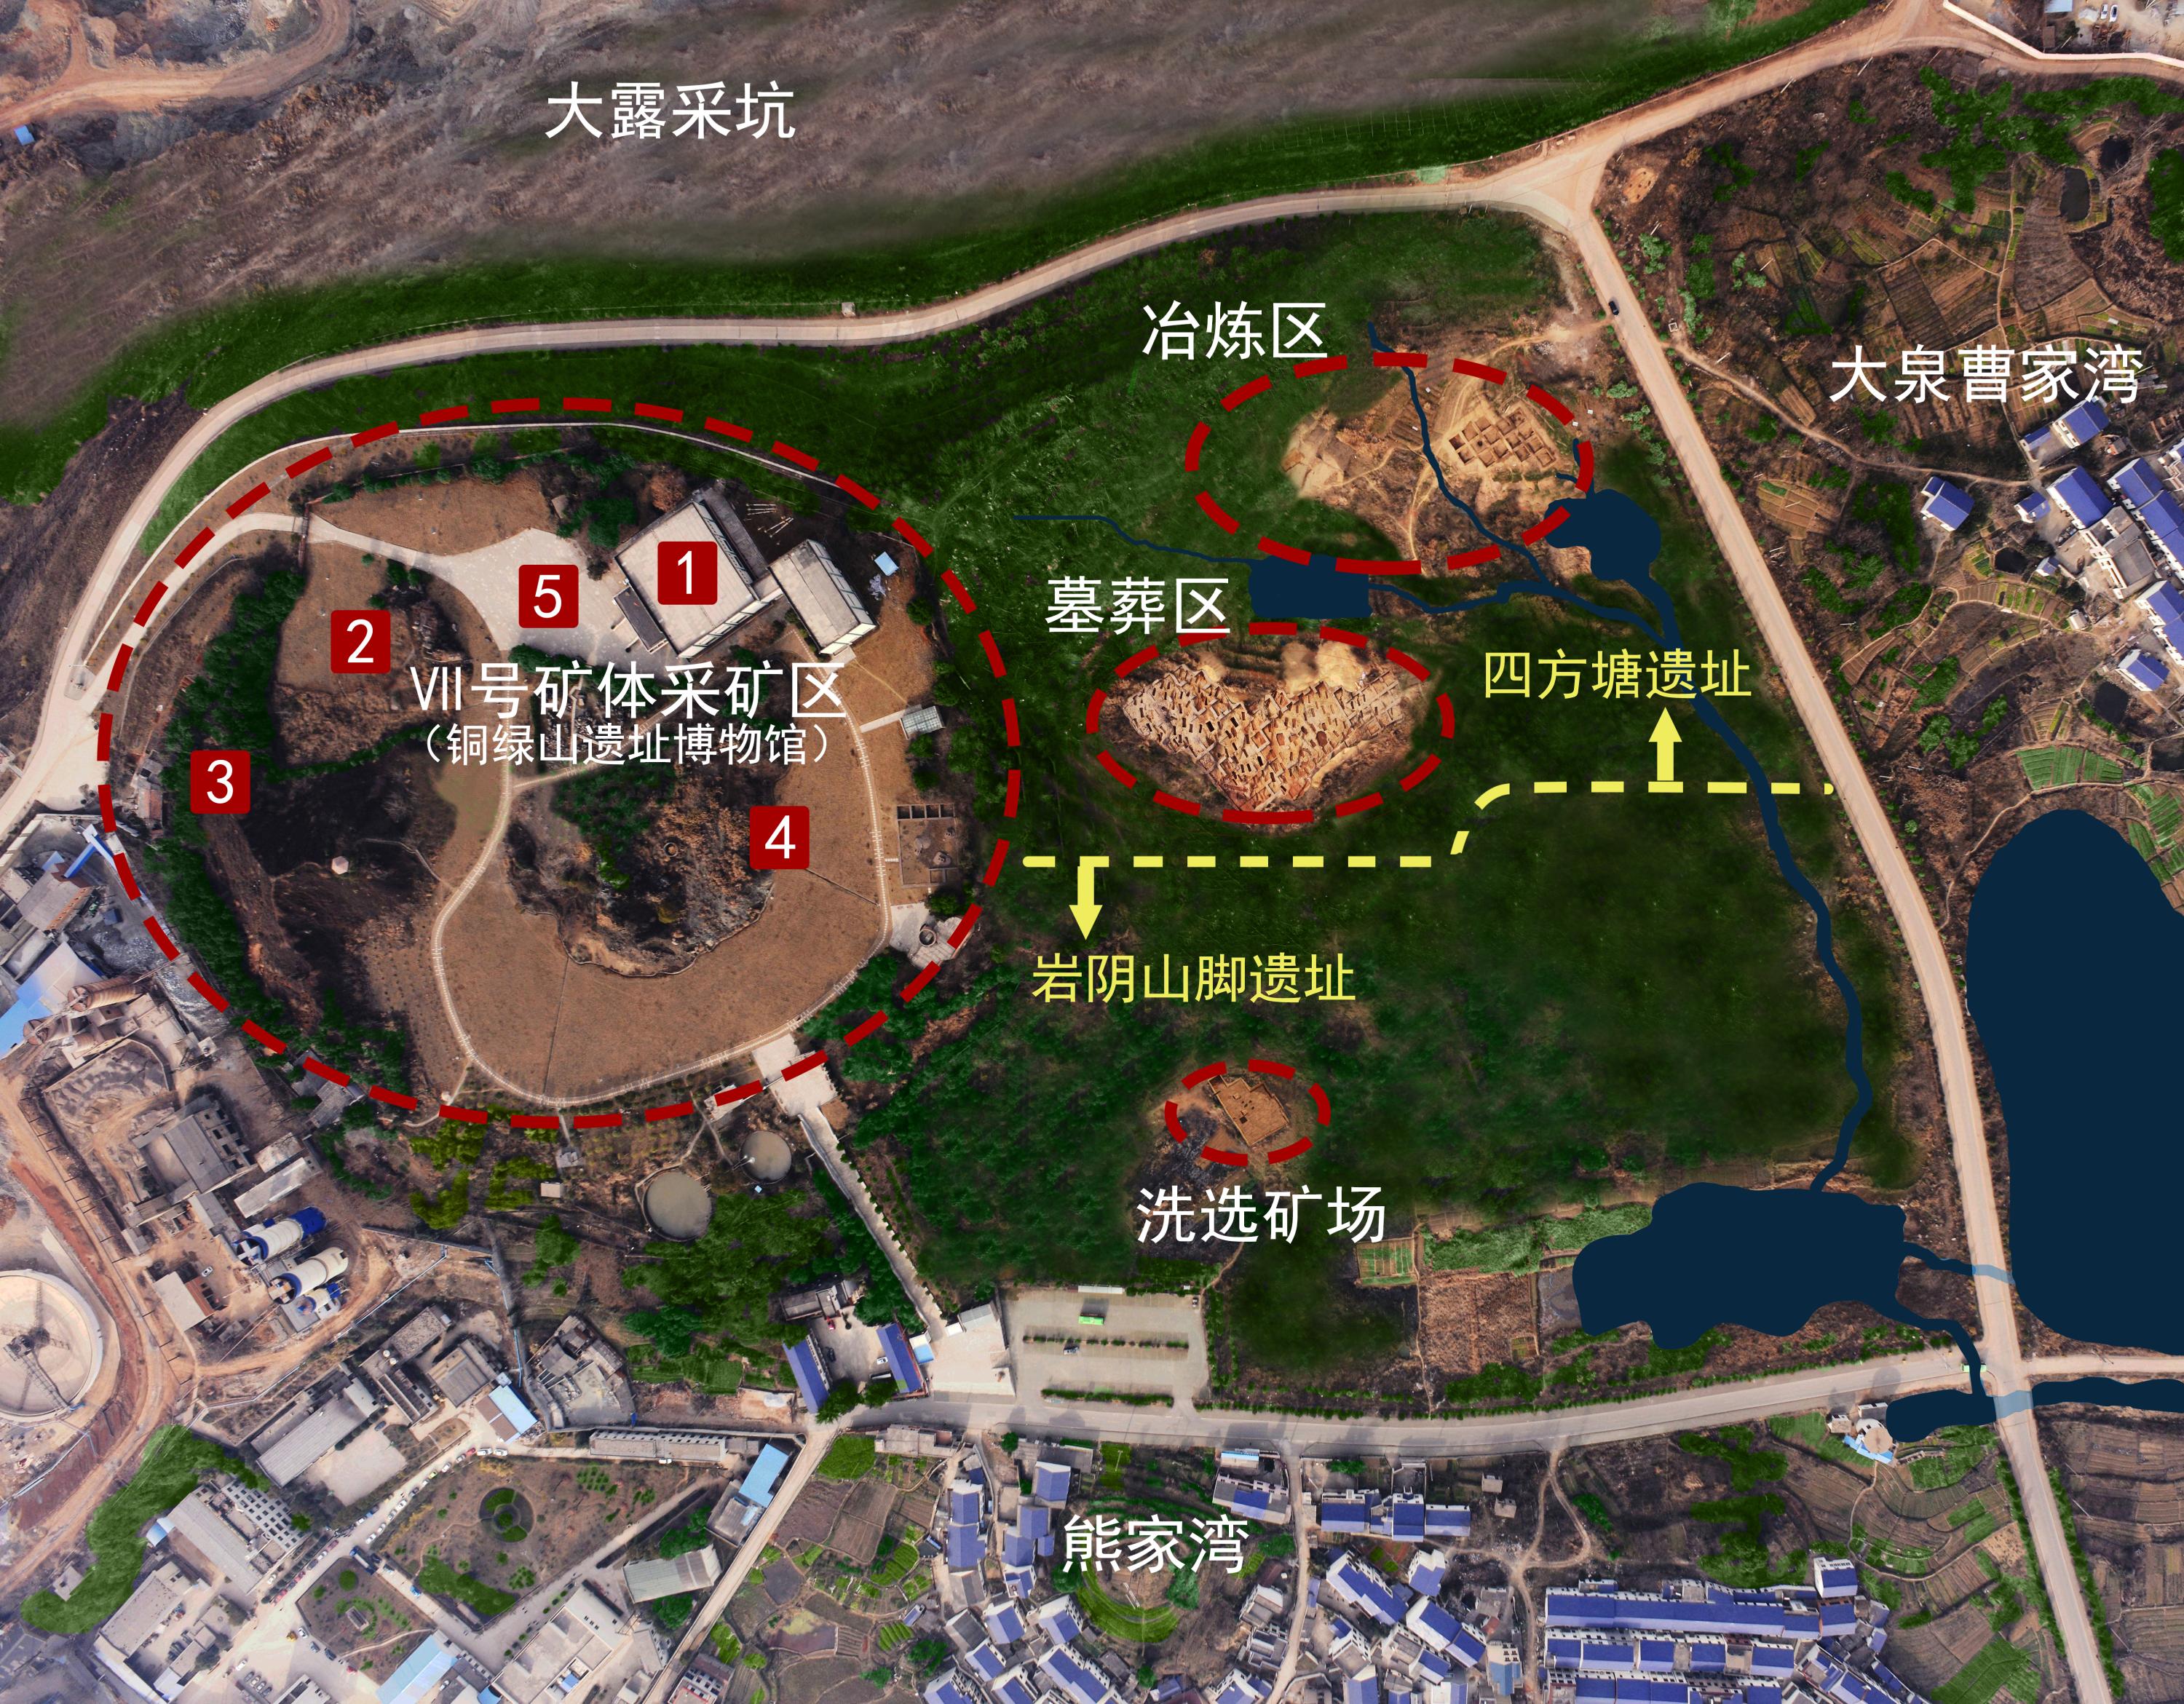 大露采坑
冶炼区
大泉曹家湾
1
5
墓葬区
2
四方塘遗址
Ⅶ号矿体采矿区
（铜绿山遗址博物馆）
3
4
岩阴山脚遗址
洗选矿场
熊家湾